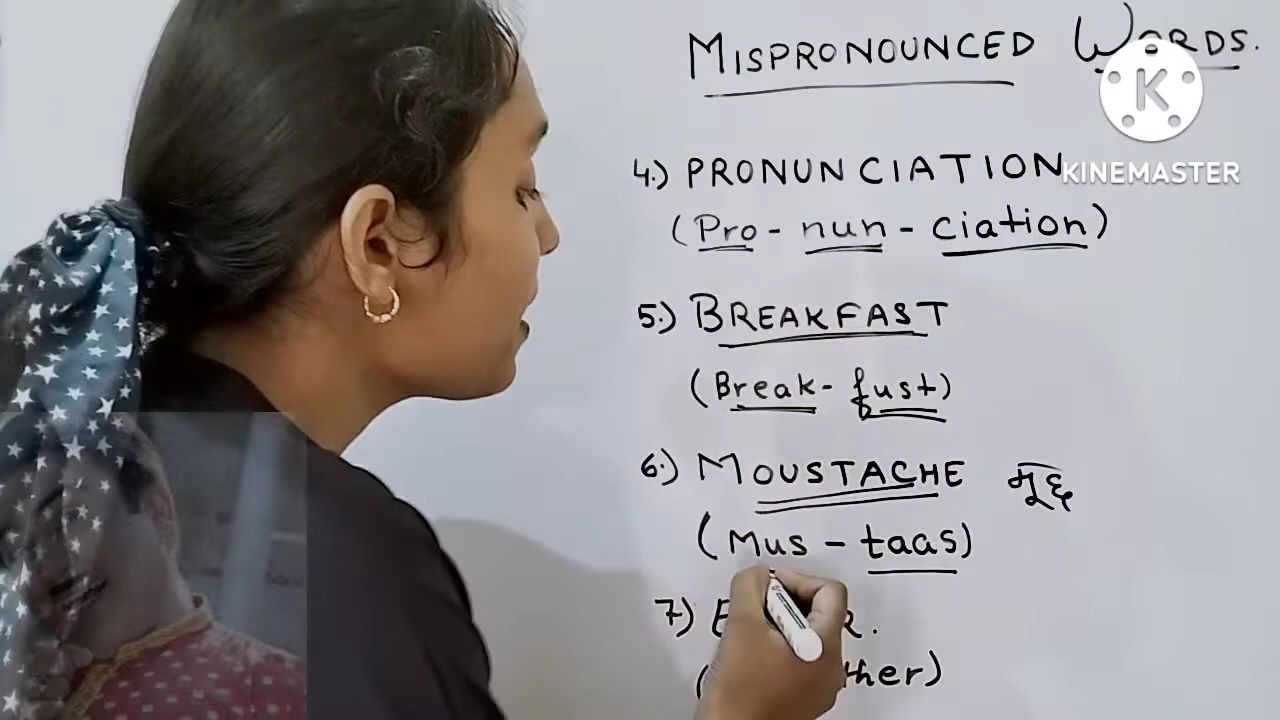 MISPRONOUNCED WORDS.
K
KINEMASTER
4.) PRONUNCIATION
(Pro - nun - ciation)
5.) BREAKFAST
(Break - fust)
6.) MOUSTACHE मूछ
(Mus - taas)
7.)